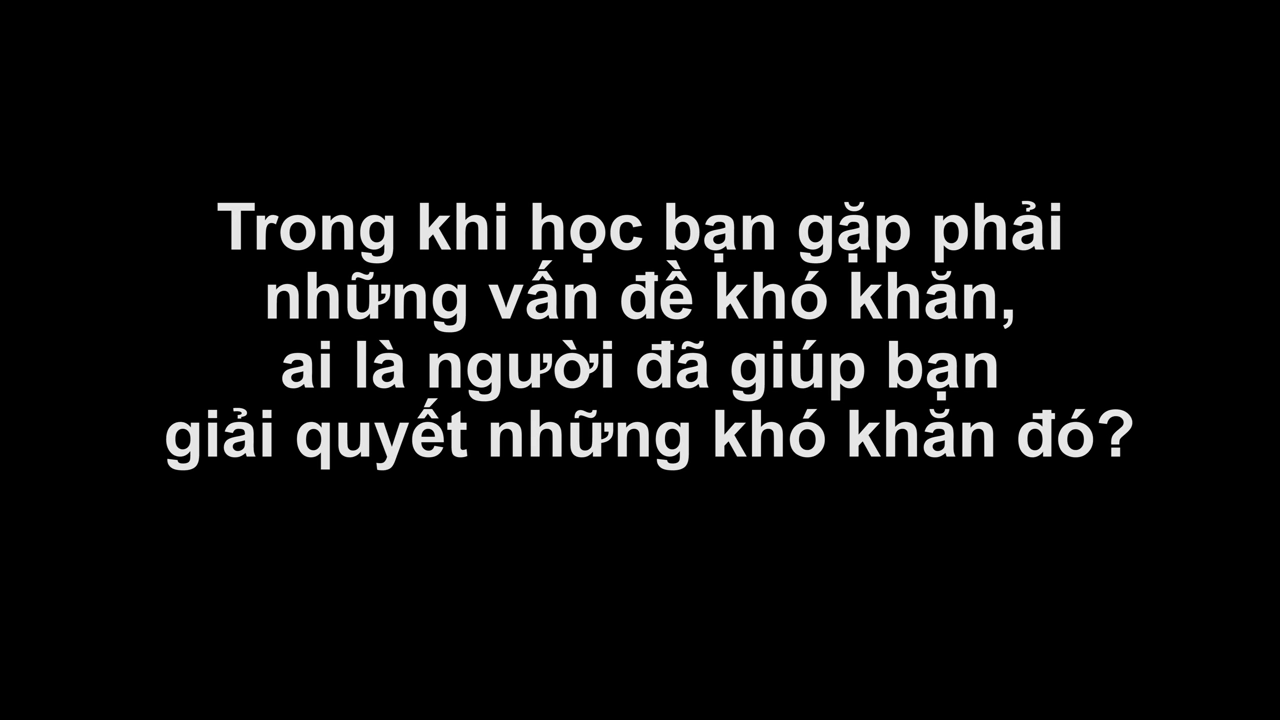 Trong khi học bạn gặp phải
những vấn đề khó khăn,
ai là người đã giúp bạn
giải quyết những khó khăn đó?